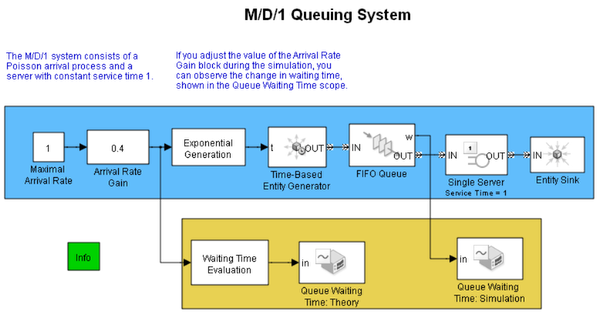 M/D/1 Queuing System
The M/D/1 system consists of a
Poisson arrival process and a
server with constant service time 1.
If you adjust the value of the Arrival Rate
Gain block during the simulation, you
can observe the change in waiting time,
shown in the Queue Waiting Time scope.
1
Maximal
Arrival Rate
0.4
Arrival Rate
Gain
Exponential
Generation
t
OUT
Time-Based
Entity Generator
IN
w
OUT
FIFO Queue
IN
1
OUT
Single Server
Service Time = 1
IN
Entity Sink
Info
Waiting Time
Evaluation
in
Queue Waiting
Time: Theory
in
Queue Waiting
Time: Simulation